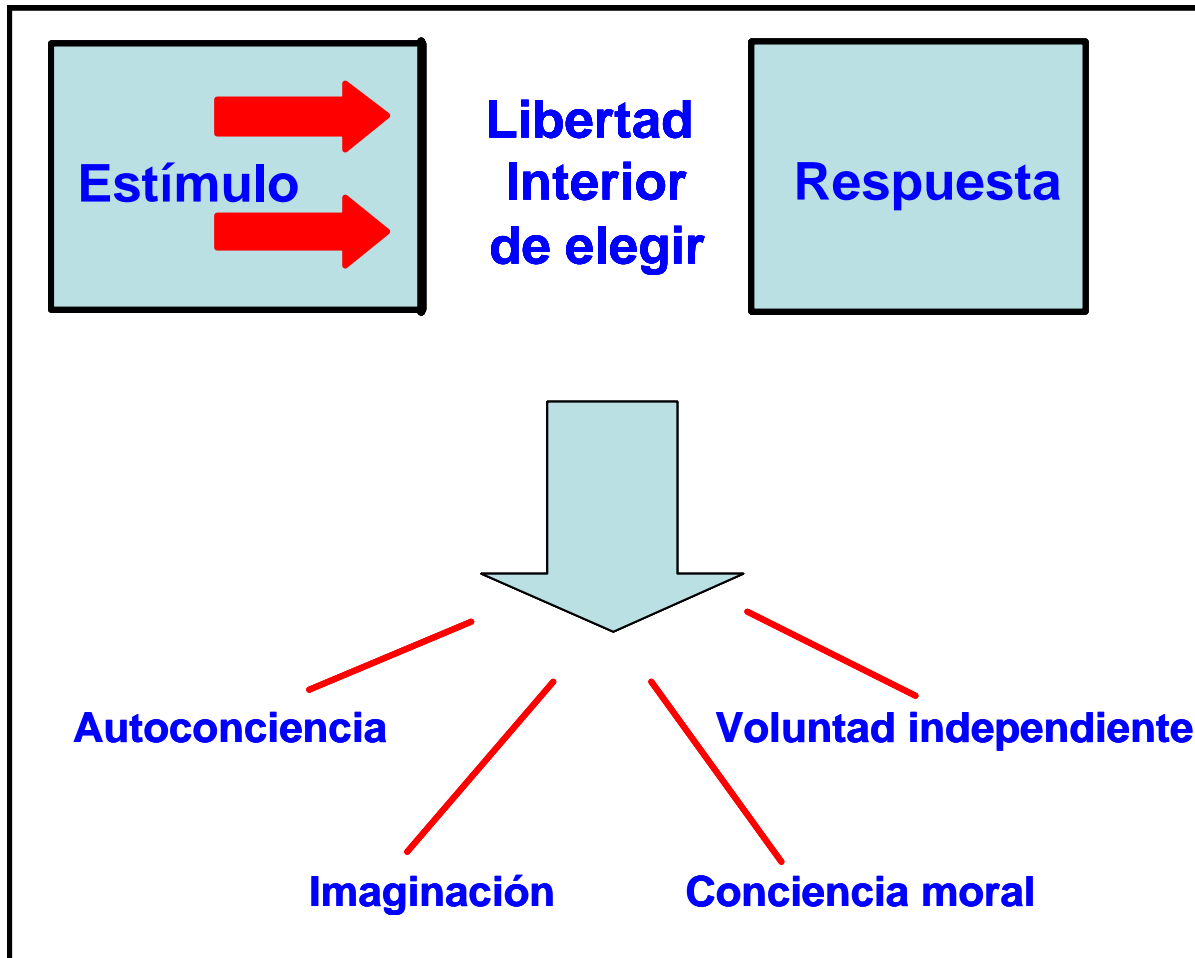 Estímulo
Libertad
Interior
de elegir
Respuesta
Autoconciencia
Voluntad independiente
Imaginación
Conciencia moral